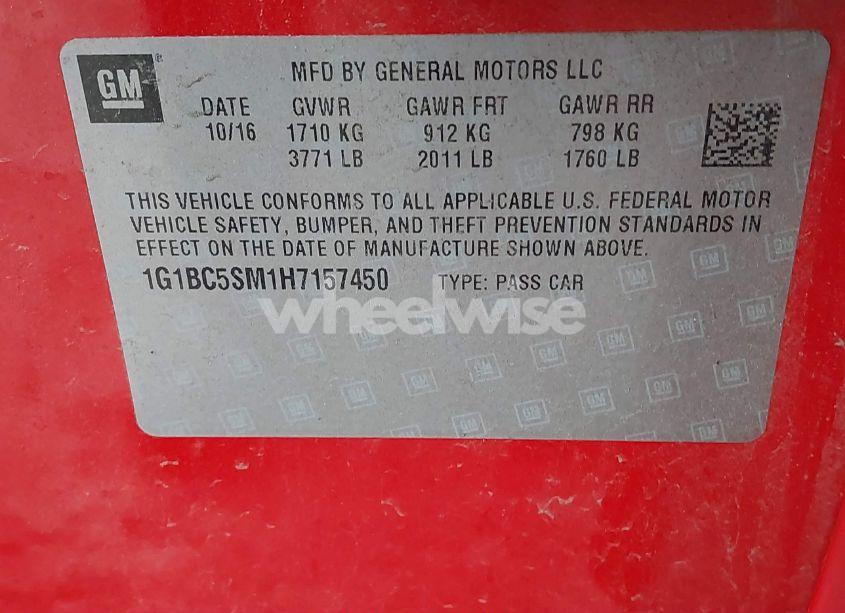 GM
MFD BY GENERAL MOTORS LLC
DATE GVWR GAWR FRT GAWR RR
10/16 1710 KG 912 KG 798 KG
3771 LB 2011 LB 1760 LB
THIS VEHICLE CONFORMS TO ALL APPLICABLE U.S. FEDERAL MOTOR
VEHICLE SAFETY, BUMPER, AND THEFT PREVENTION STANDARDS IN
EFFECT ON THE DATE OF MANUFACTURE SHOWN ABOVE.
1G1BC5SM1H7157450 TYPE: PASS CAR
wheelwise